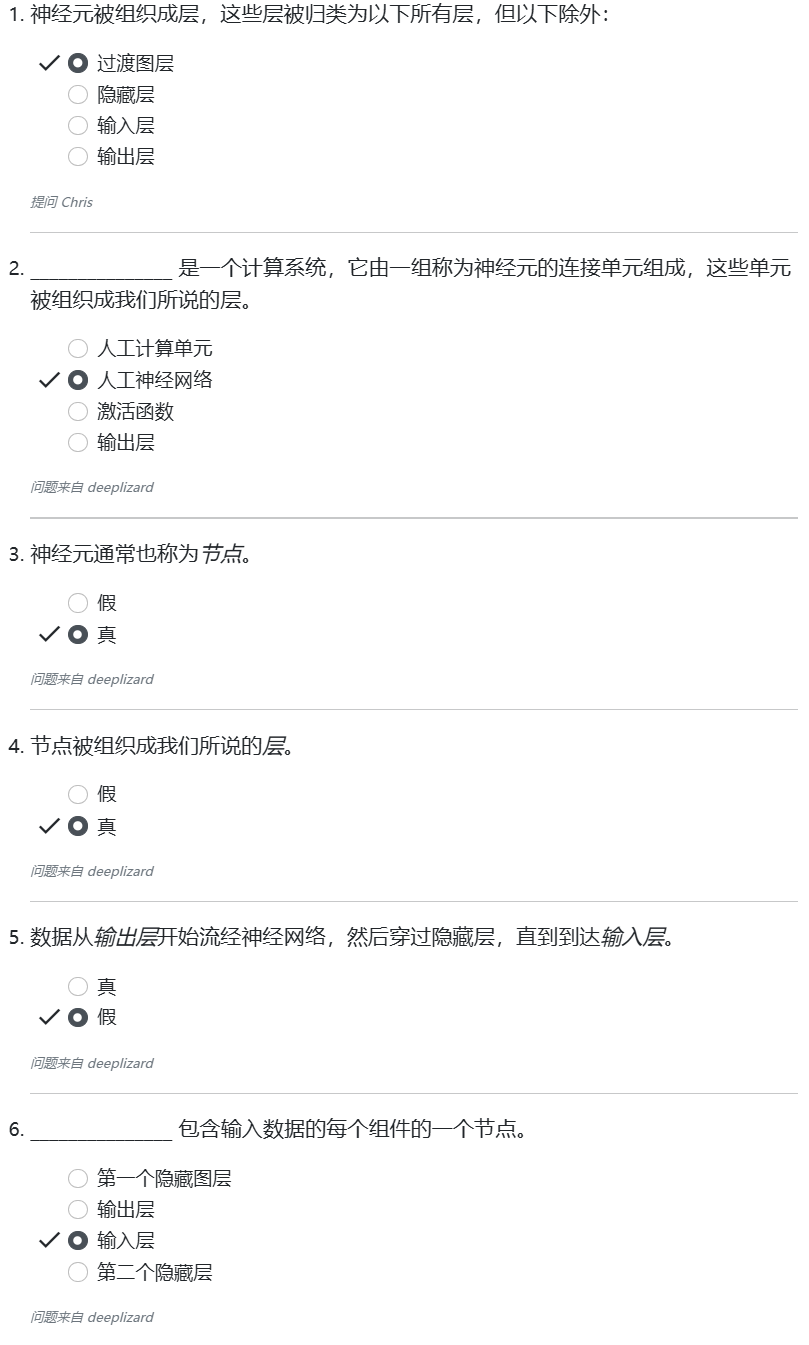 1. 神经元被组织成层，这些层被归类为以下所有层，但以下除外：
过渡图层
隐藏层
输入层
输出层
提问 Chris
2. _______________ 是一个计算系统，它由一组称为神经元的连接单元组成，这些单元
被组织成我们所说的层。
人工计算单元
人工神经网络
激活函数
输出层
问题来自 deeplizard
3. 神经元通常也称为节点。
假
真
问题来自 deeplizard
4. 节点被组织成我们所说的层。
假
真
问题来自 deeplizard
5. 数据从输出层开始流经神经网络，然后穿过隐藏层，直到到达输入层。
真
假
问题来自 deeplizard
6. _______________ 包含输入数据的每个组件的一个节点。
第一个隐藏图层
输出层
输入层
第二个隐藏层
问题来自 deeplizard